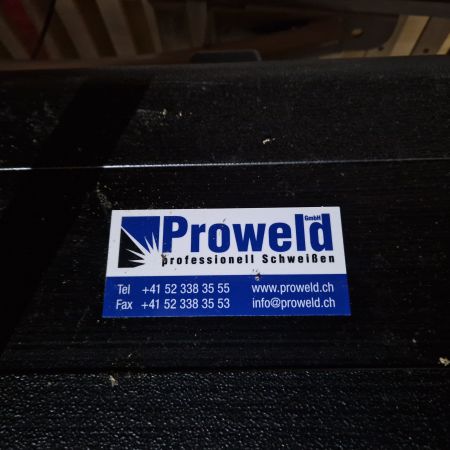 Proweld GmbH
professionell Schweißen
Tel +41 52 338 35 55 www.proweld.ch
Fax +41 52 338 35 53 info@proweld.ch